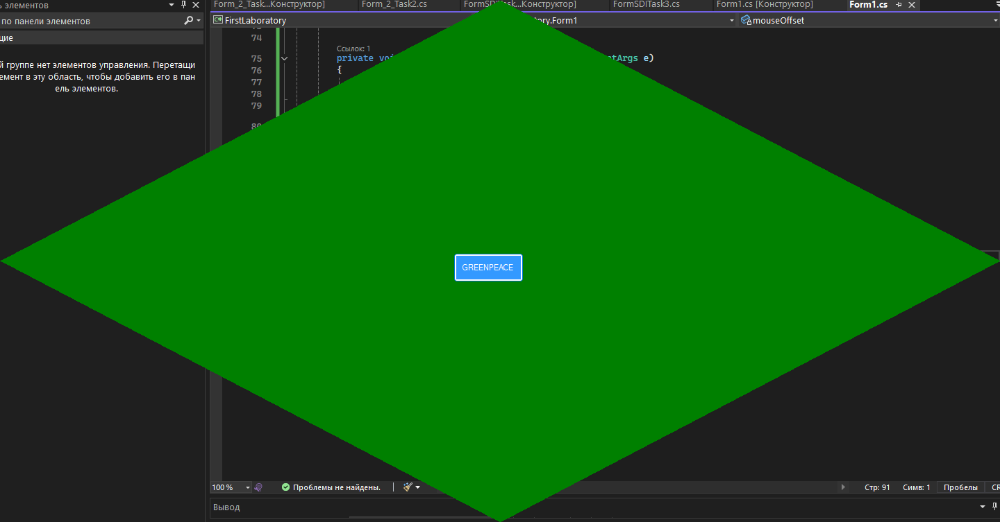 ь элементов
Form_2_Task...Конструктор]
Form_2_Task2.cs
FormSDITask...Конструктор]
FormSDITask3.cs
Form1.cs [Конструктор]
Form1.cs
по панели элементов
FirstLaboratory
ory.Form1
mouseOffset
щие
74
Ссылок: 1
75
private voi
tArgs e)
й группе нет элементов управления. Перетащи
емент в эту область, чтобы добавить его в пан
ель элементов.
76
{
77
78
79
80
GREENPEACE
100 %
Проблемы не найдены.
Стр: 91
Симв: 1
Пробелы
CR
Вывод